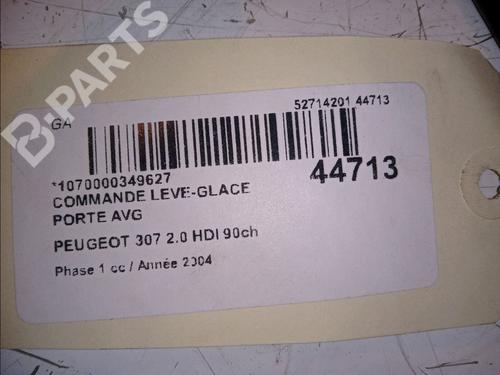 B-PARTS
GA
52714201 44713
*1070000349627
44713
COMMANDE LEVE-GLACE
PORTE AVG
PEUGEOT 307 2.0 HDI 90ch
Phase 1 cc / Année 2004